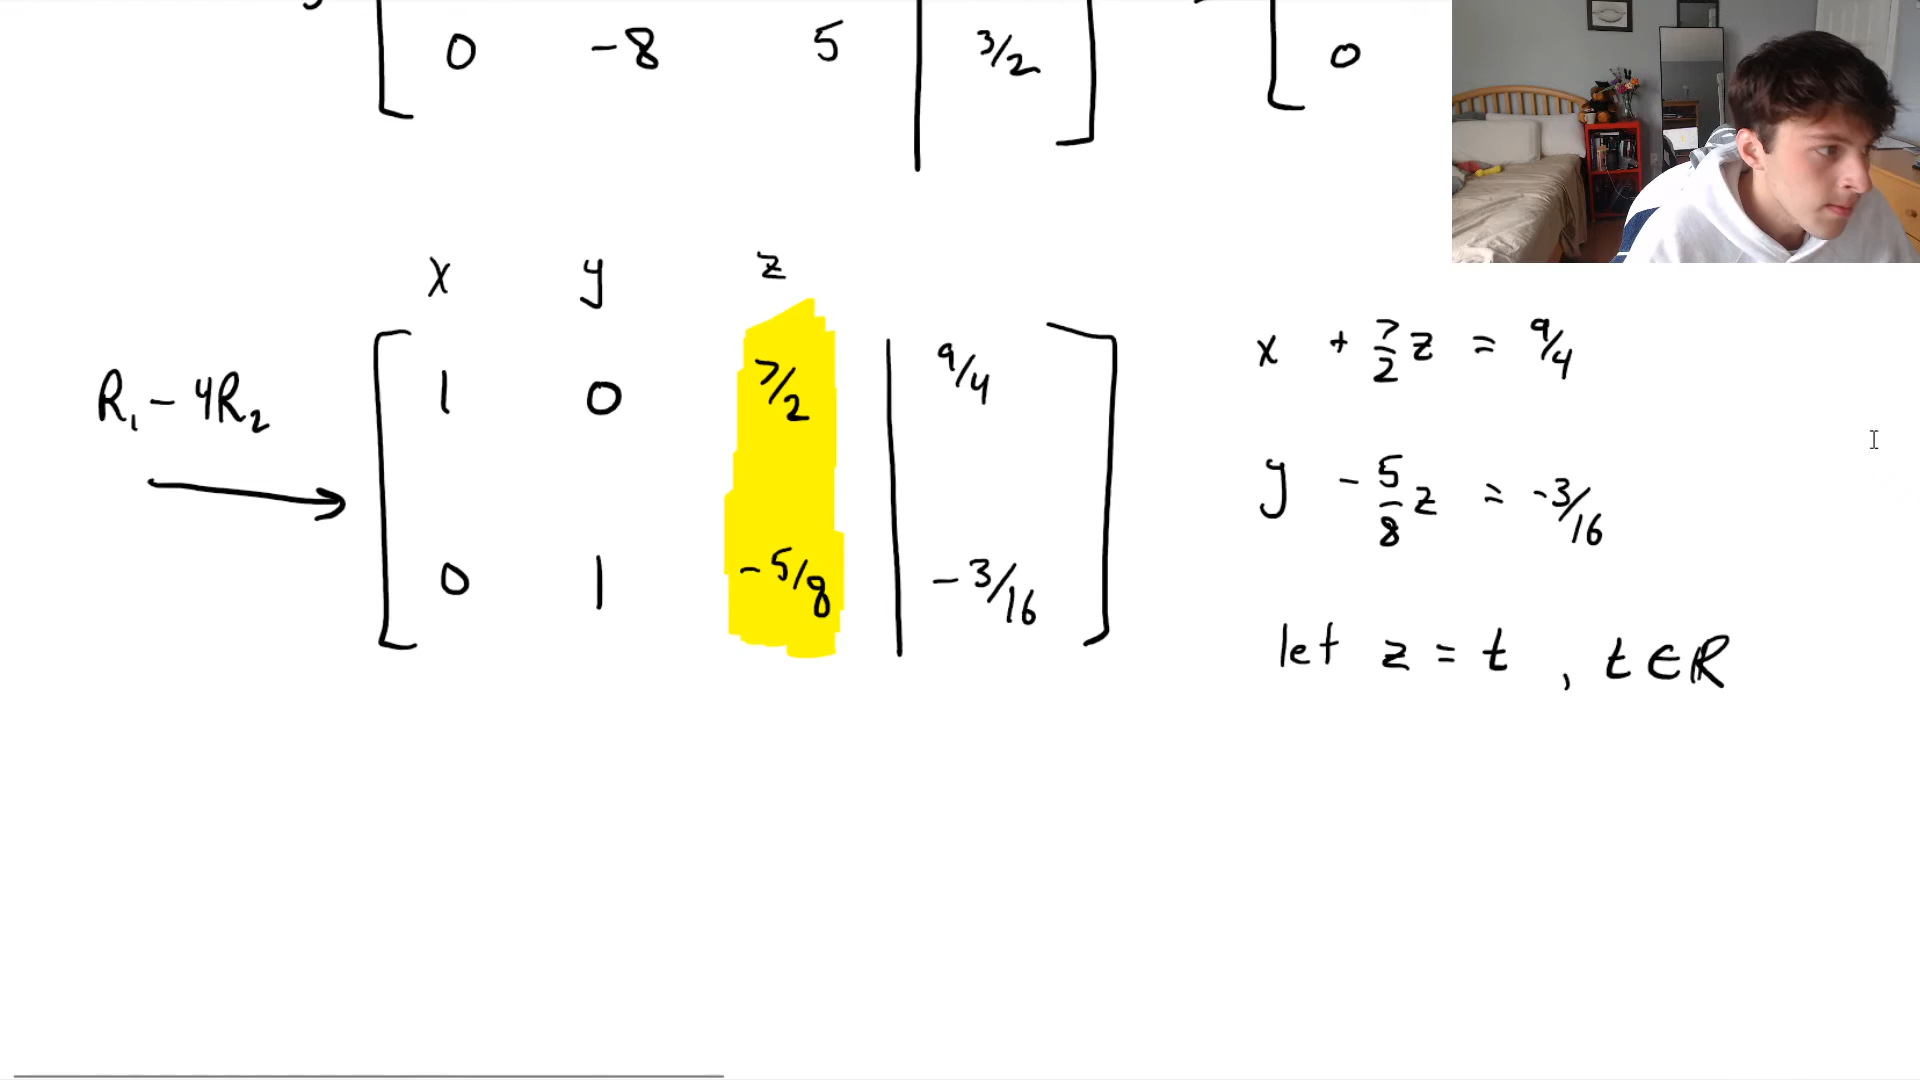 0 -8 5 3/2 0
x y z
R₁ - 4R₂
1 0 7/2 9/4
0 1 -5/8 -3/16
x + 7/2 z = 9/4
y - 5/8 z = -3/16
let z = t , t ∈ ℝ